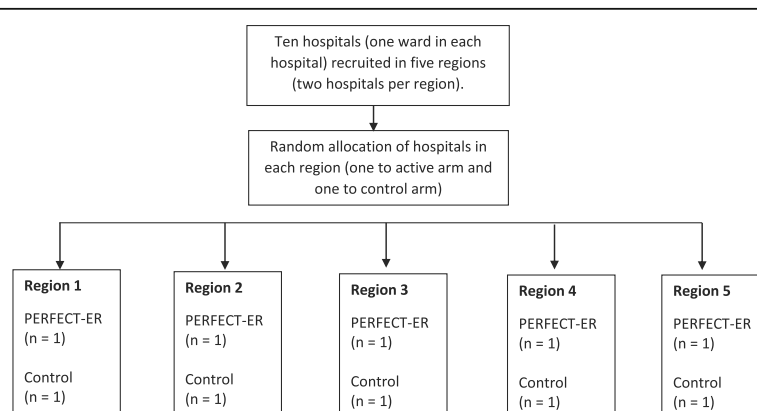 Ten hospitals (one ward in each
hospital) recruited in five regions
(two hospitals per region).
Random allocation of hospitals in
each region (one to active arm and
one to control arm)
Region 1
PERFECT-ER
(n = 1)
Control
(n = 1)
Region 2
PERFECT-ER
(n = 1)
Control
(n = 1)
Region 3
PERFECT-ER
(n = 1)
Control
(n = 1)
Region 4
PERFECT-ER
(n = 1)
Control
(n = 1)
Region 5
PERFECT-ER
(n = 1)
Control
(n = 1)